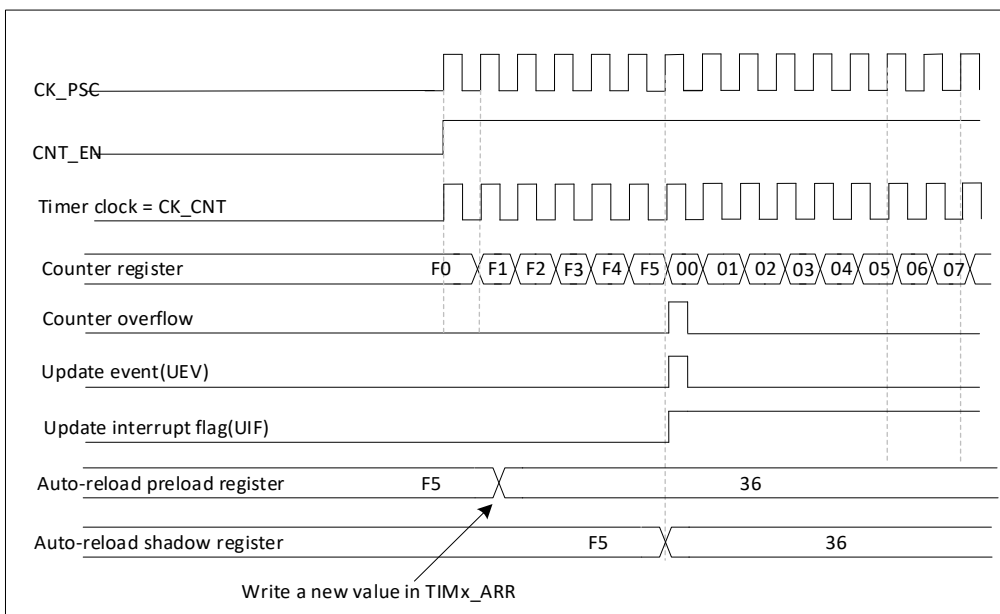 CK_PSC
CNT_EN
Timer clock = CK_CNT
Counter register F0 F1 F2 F3 F4 F5 00 01 02 03 04 05 06 07
Counter overflow
Update event(UEV)
Update interrupt flag(UIF)
Auto-reload preload register F5 36
Auto-reload shadow register F5 36
Write a new value in TIMx_ARR